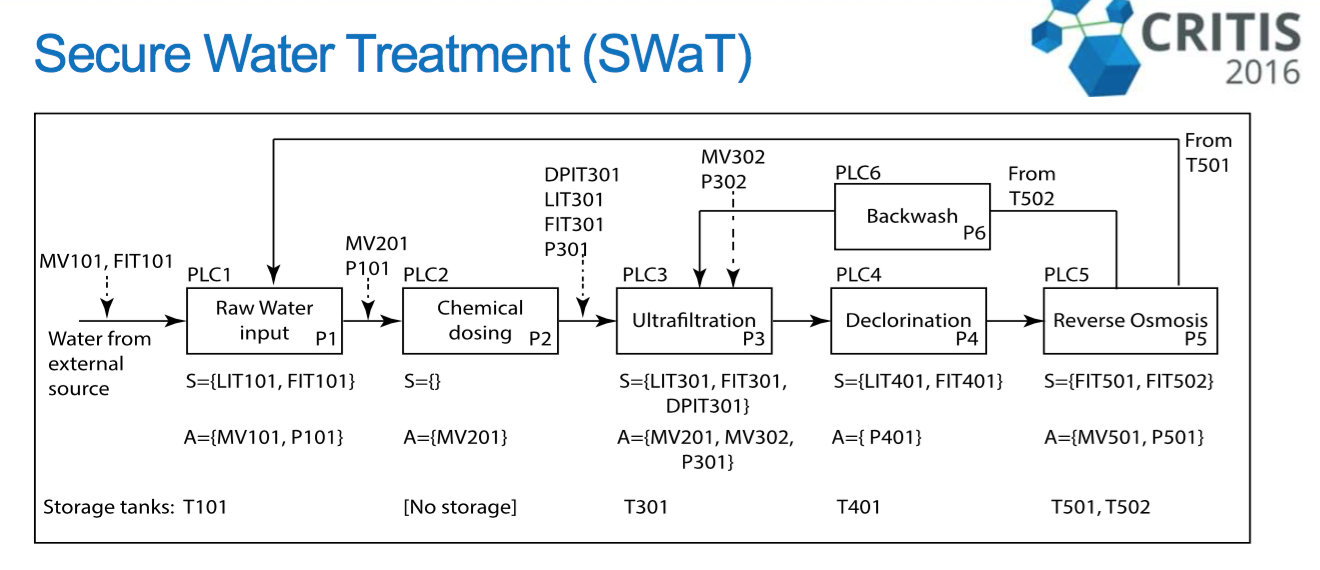 Secure Water Treatment (SWaT)
CRITIS
2016
From
T501
MV302
P302
PLC6
From
T502
DPIT301
LIT301
FIT301
P301
Backwash
P6
MV201
P101
MV101, FIT101
PLC1
PLC2
PLC3
PLC4
PLC5
Raw Water
input
P1
Chemical
dosing
P2
Ultrafiltration
P3
Declorination
P4
Reverse Osmosis
P5
Water from
external
source
S={LIT101, FIT101}
S={}
S={LIT301, FIT301,
DPIT301}
S={LIT401, FIT401}
S={FIT501, FIT502}
A={MV101, P101}
A={MV201}
A={MV201, MV302,
P301}
A={ P401}
A={MV501, P501}
Storage tanks: T101
[No storage]
T301
T401
T501, T502